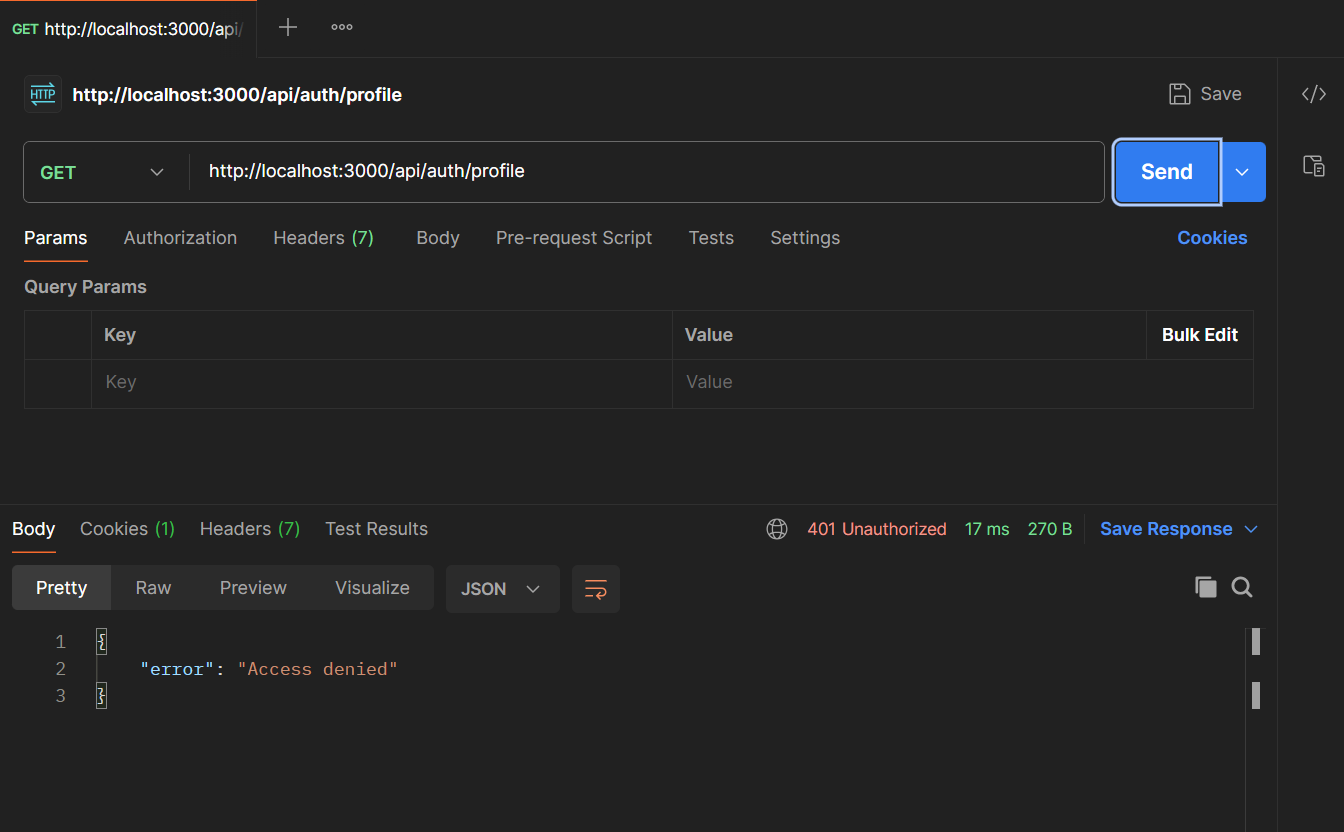 GET http://localhost:3000/api/
HTTP http://localhost:3000/api/auth/profile
Save
GET http://localhost:3000/api/auth/profile
Send
Params Authorization Headers (7) Body Pre-request Script Tests Settings Cookies
Query Params
Key Value Bulk Edit
Key Value
Body Cookies (1) Headers (7) Test Results 401 Unauthorized 17 ms 270 B Save Response
Pretty Raw Preview Visualize JSON
1 {
2 "error": "Access denied"
3 }